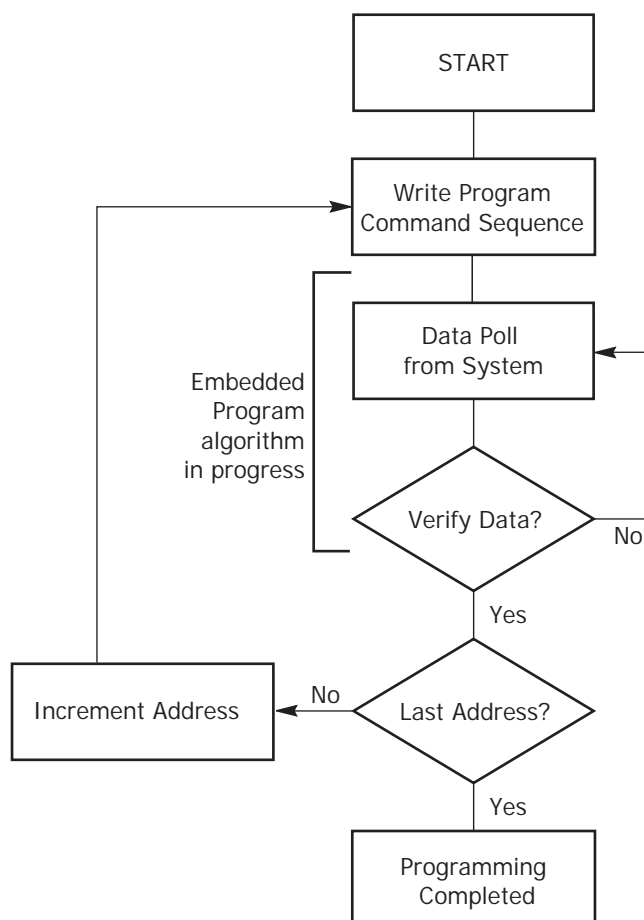 START
Write Program
Command Sequence
Data Poll
from System
Embedded
Program
algorithm
in progress
Verify Data?
No
Yes
Last Address?
No
Increment Address
Yes
Programming
Completed